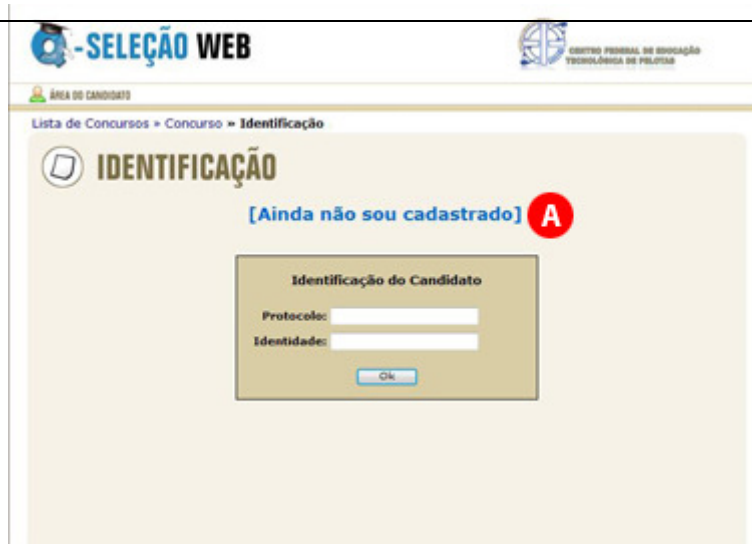 -SELEÇÃO WEB
CENTRO FEDERAL DE EDUCAÇÃO
TECNOLÓGICA DE PELOTAS
ÁREA DO CANDIDATO
Lista de Concursos » Concurso » Identificação
IDENTIFICAÇÃO
[Ainda não sou cadastrado] A
Identificação do Candidato
Protocolo:
Identidade:
Ok